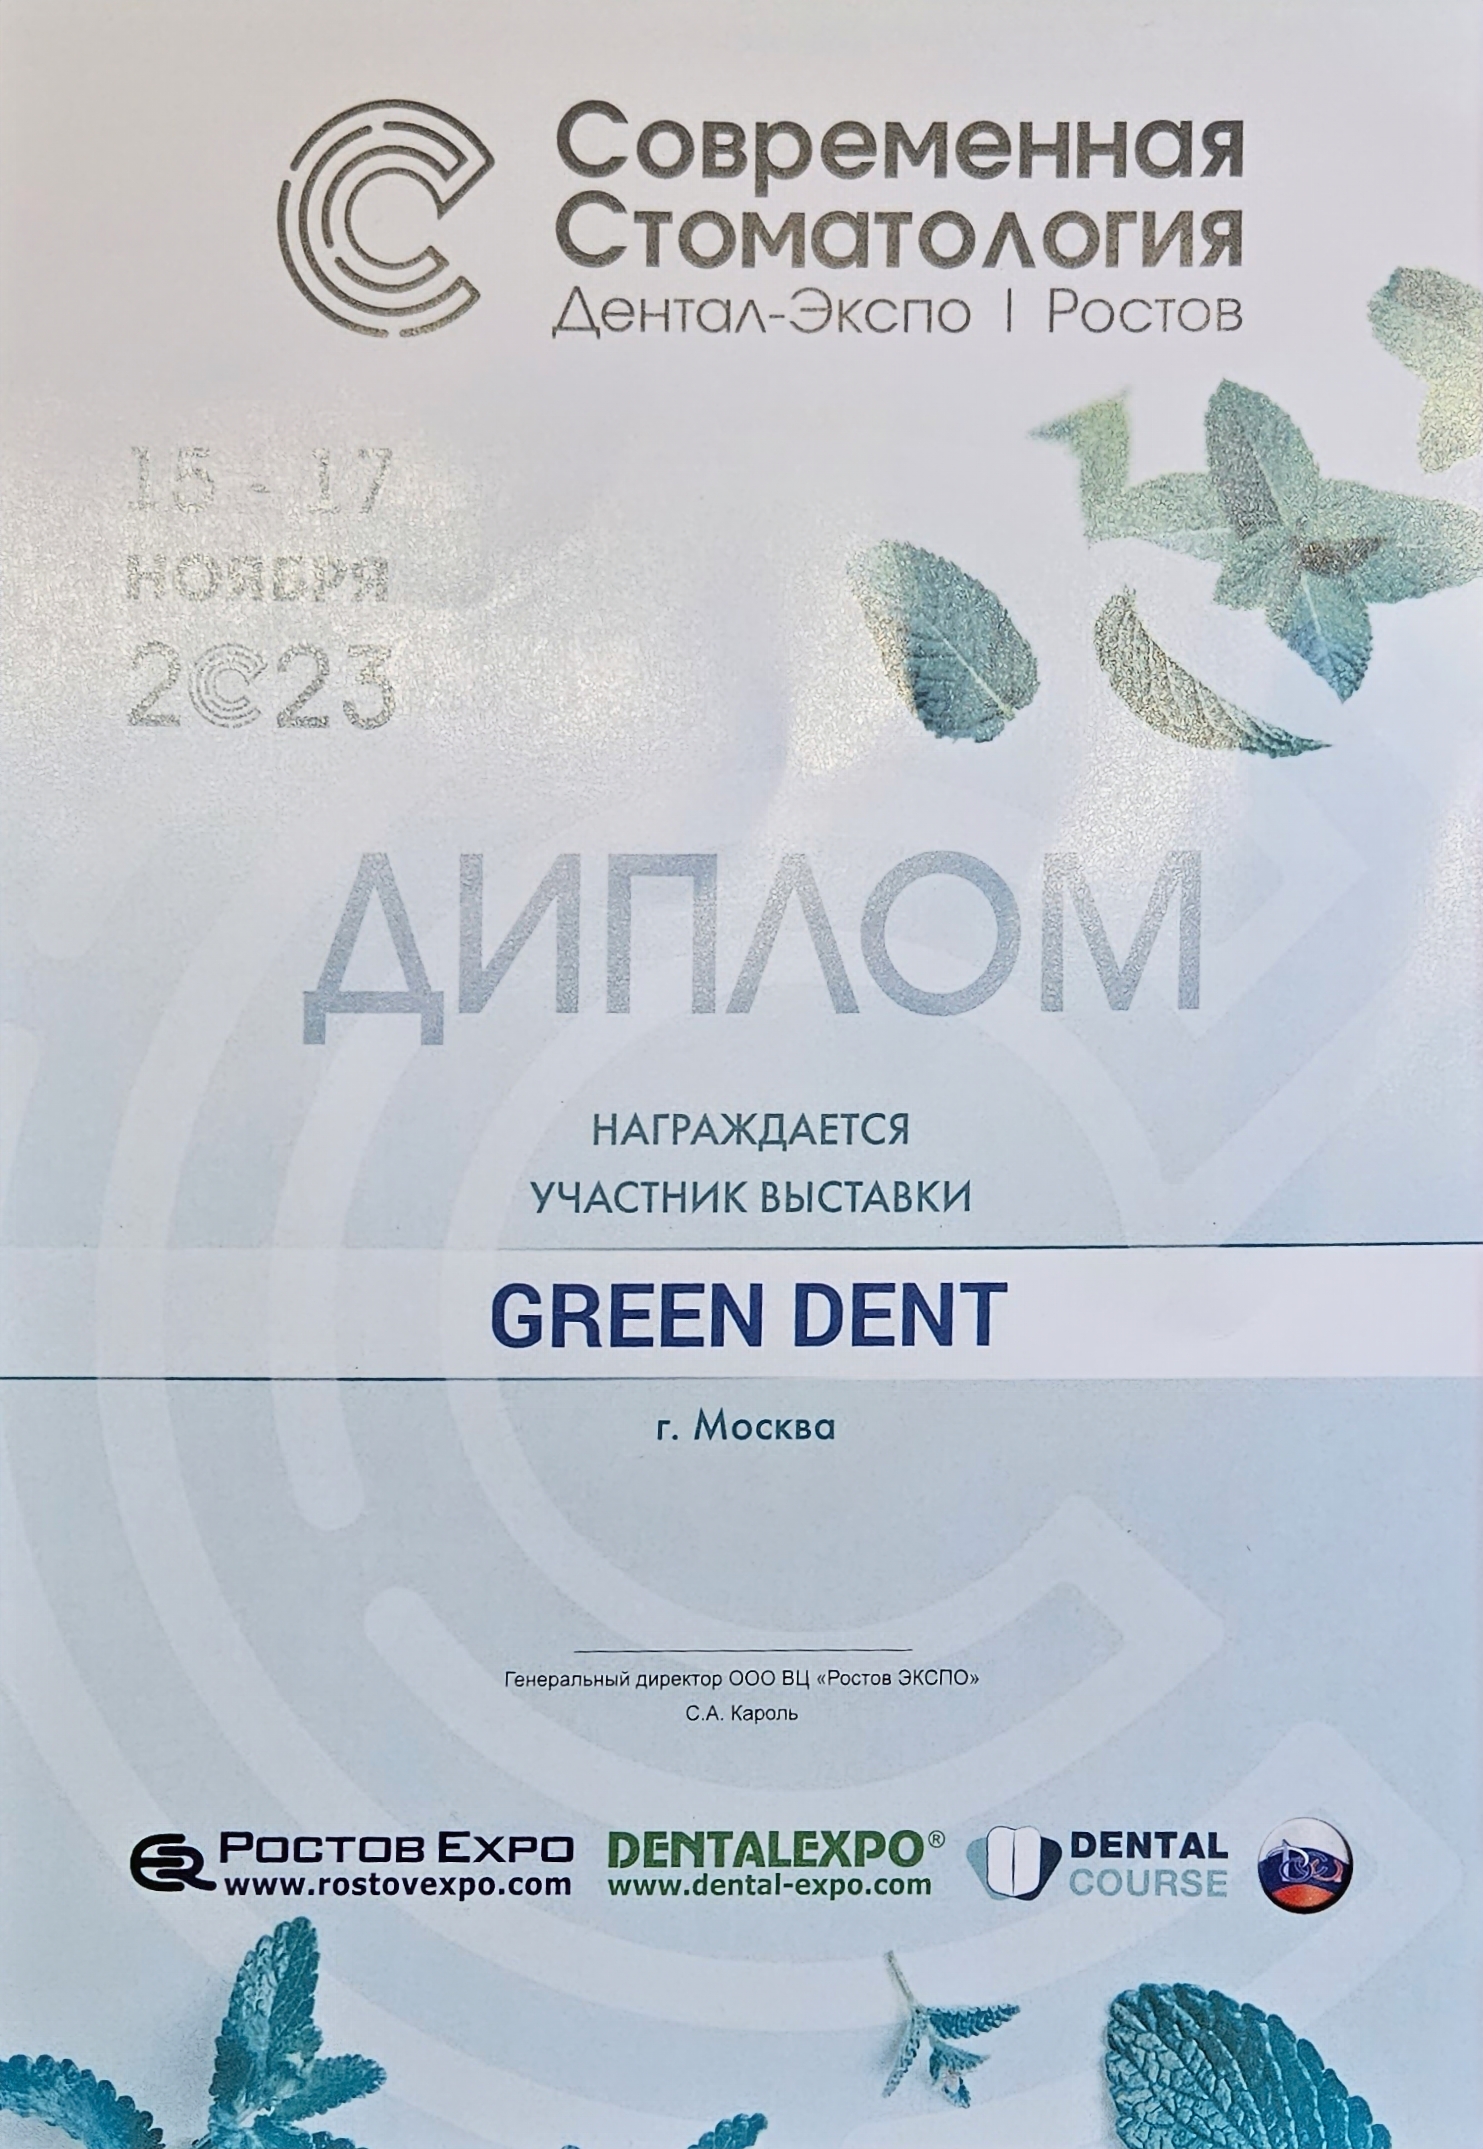 Современная
Стоматология
Дентал-Экспо | Ростов
15 - 17
НОЯБРЯ
2023
ДИПЛОМ
НАГРАЖДАЕТСЯ
УЧАСТНИК ВЫСТАВКИ
GREEN DENT
г. Москва
Генеральный директор ООО ВЦ «Ростов ЭКСПО»
С.А. Кароль
РОСТОВ EXPO
www.rostovexpo.com
DENTALEXPO®
www.dental-expo.com
DENTAL
COURSE